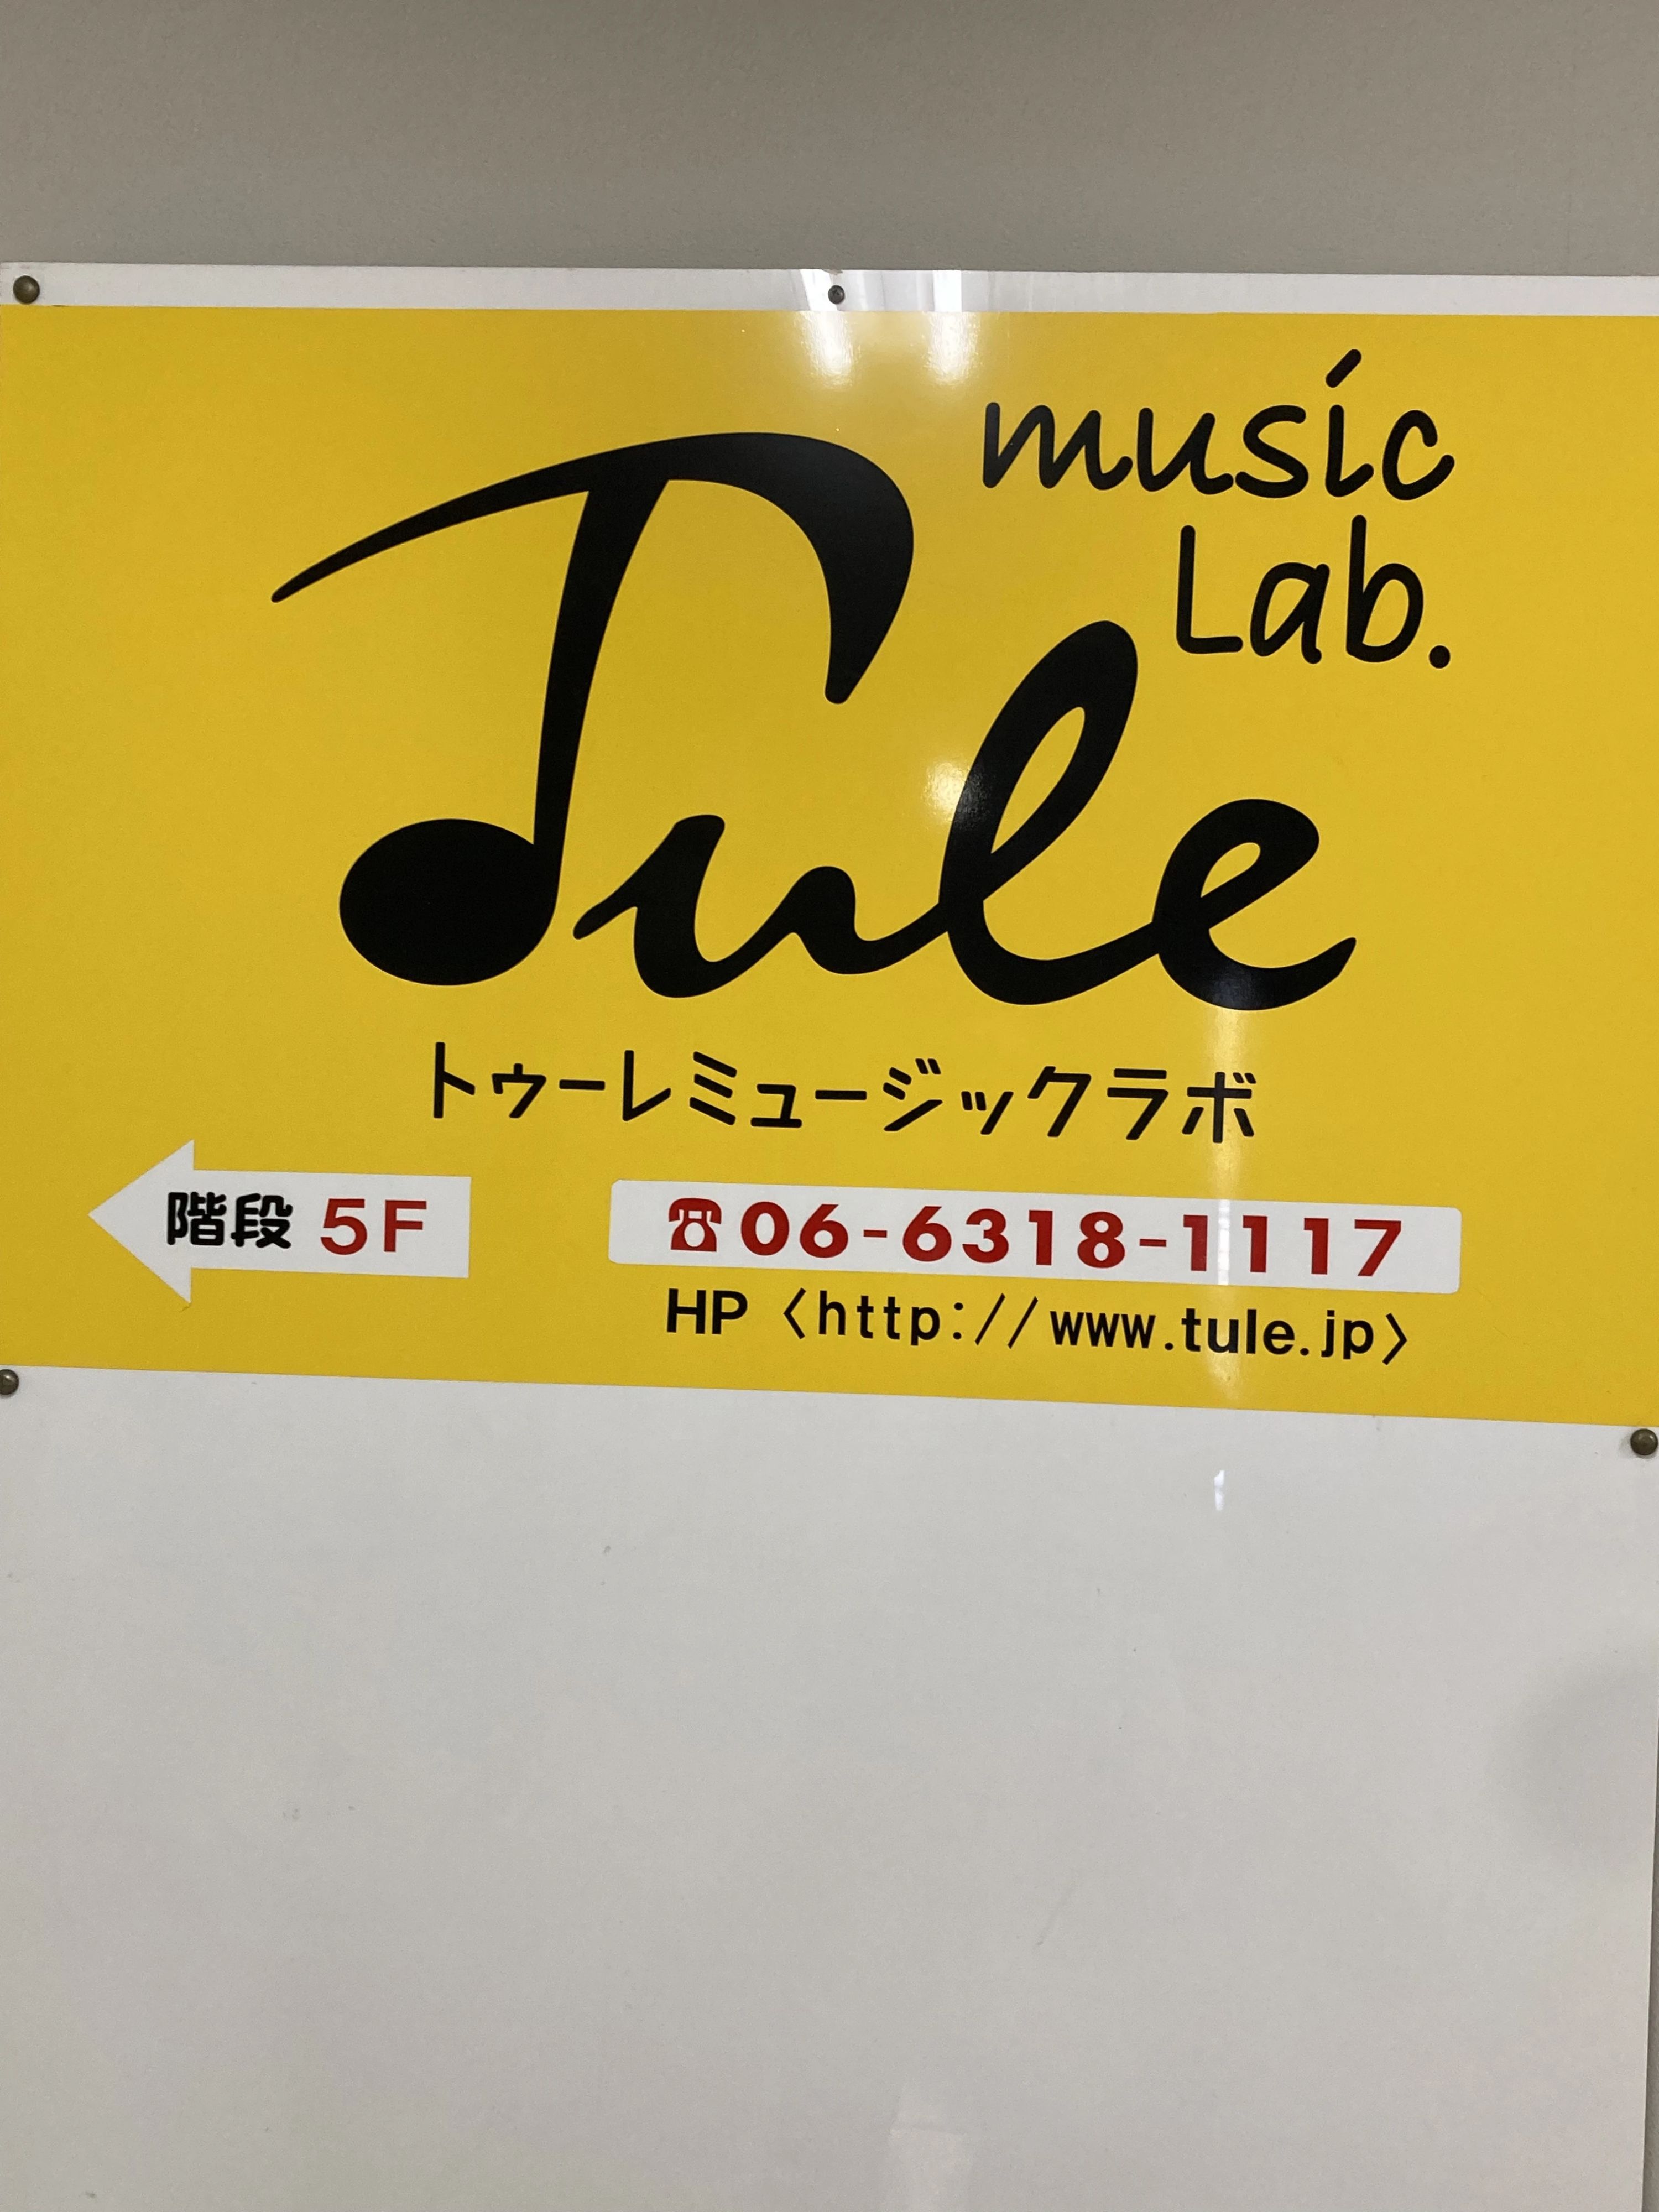 music
Lab.
Tule
トゥーレミュージックラボ
階段 5F
☎06-6318-1117
HP〈http://www.tule.jp〉